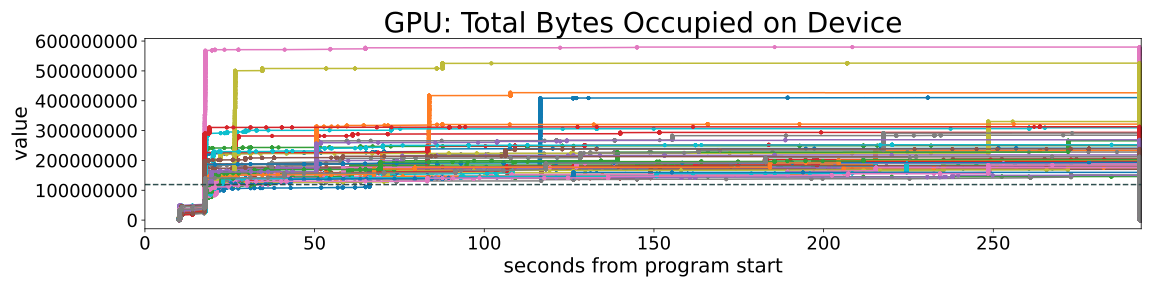 GPU: Total Bytes Occupied on Device
600000000
500000000
400000000
300000000
200000000
100000000
0
value
0 50 100 150 200 250
seconds from program start